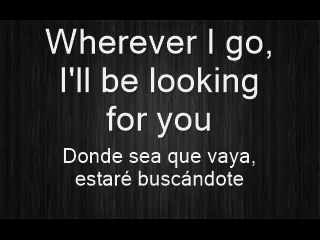 Wherever I go,
I'll be looking
for you
Donde sea que vaya,
estaré buscándote